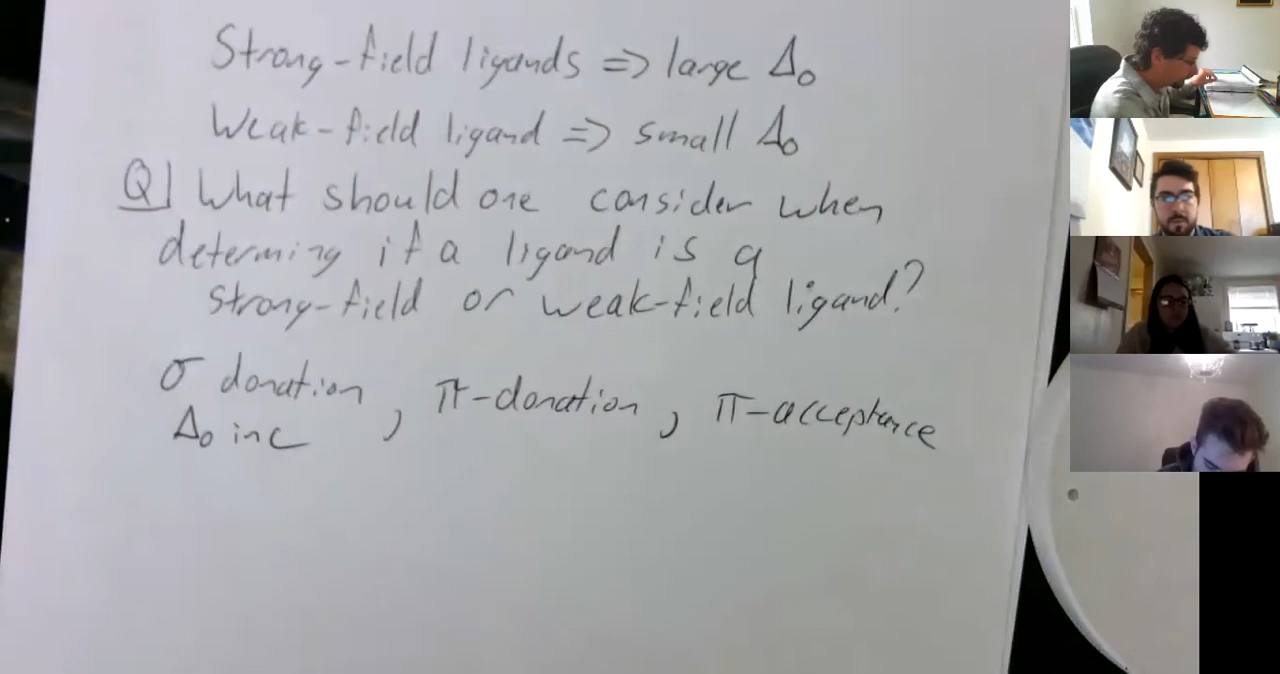 Strong-field ligands => large Δo
Weak-field ligand => small Δo
Q] What should one consider when
determing if a ligand is a
strong-field or weak-field ligand?
σ donation, π-donation, π-acceptance
Δo inc